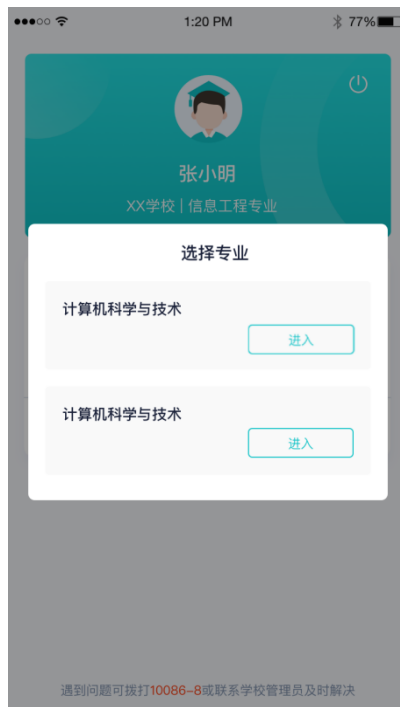 1:20 PM
77%
张小明
XX学校 | 信息工程专业
选择专业
计算机科学与技术
进入
计算机科学与技术
进入
遇到问题可拨打10086-8或联系学校管理员及时解决